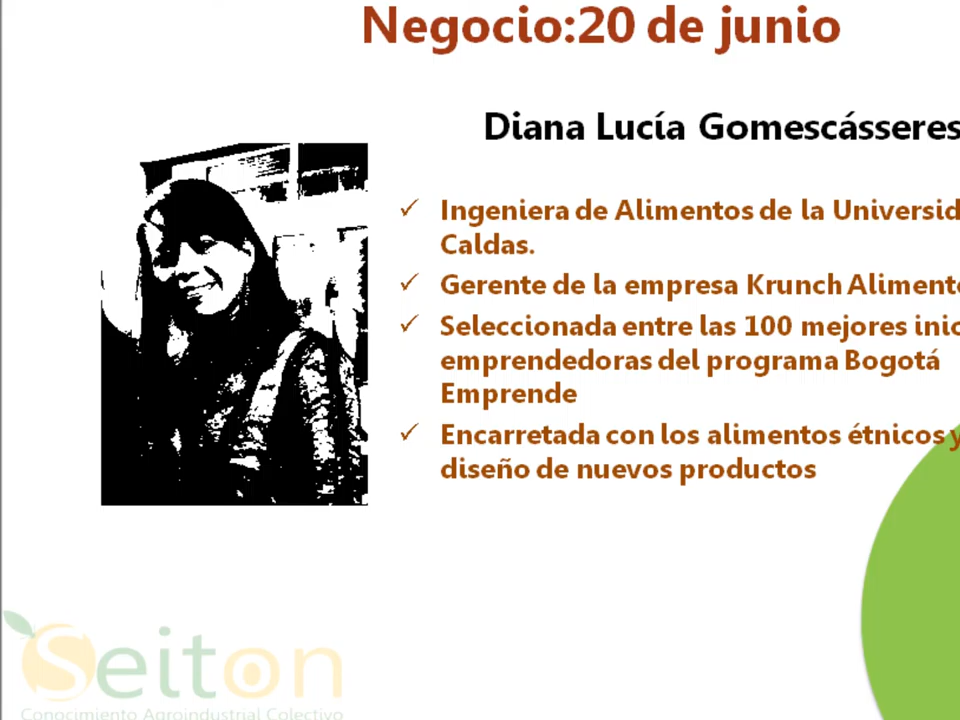 Negocio:20 de junio
Diana Lucía Gomescásseres
Ingeniera de Alimentos de la Universid
Caldas.
Gerente de la empresa Krunch Alimento
Seleccionada entre las 100 mejores inic
emprendedoras del programa Bogotá
Emprende
Encarretada con los alimentos étnicos y
diseño de nuevos productos
Seiton
Conocimiento Agroindustrial Colectivo